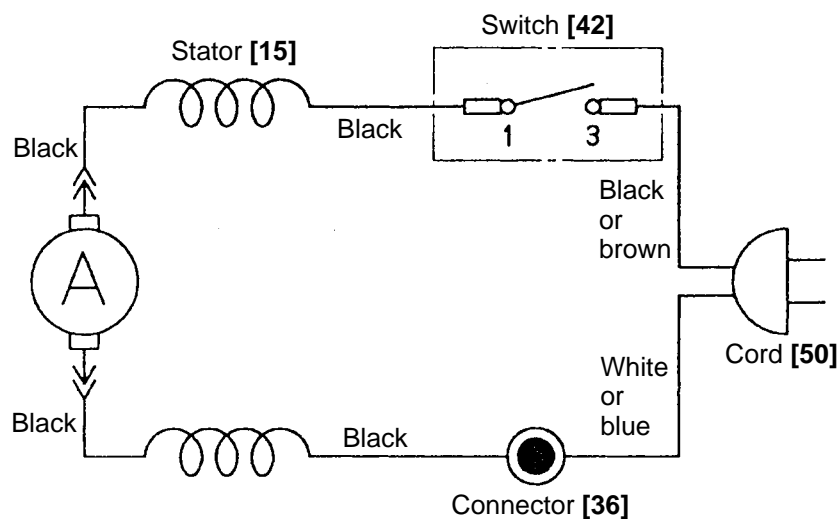 Switch [42]
Stator [15]
Black
Black
1 3
Black
or
brown
A
Cord [50]
White
or
blue
Black
Black
Connector [36]